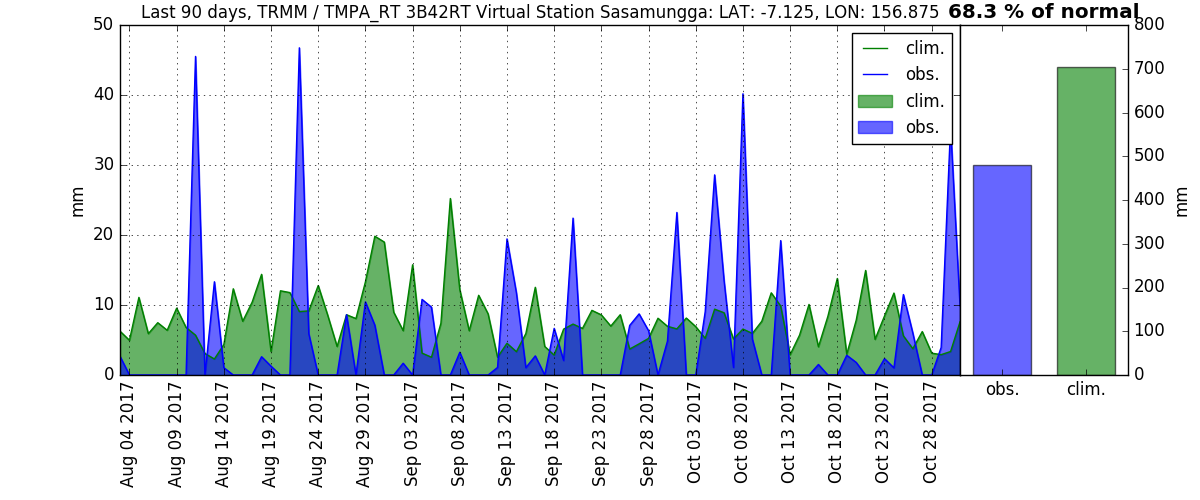 Last 90 days, TRMM / TMPA_RT 3B42RT Virtual Station Sasamungga: LAT: -7.125, LON: 156.875 68.3 % of normal
50
40
30
20
10
0
mm
clim.
obs.
clim.
obs.
800
700
600
500
400
300
200
100
0
mm
Aug 04 2017
Aug 09 2017
Aug 14 2017
Aug 19 2017
Aug 24 2017
Aug 29 2017
Sep 03 2017
Sep 08 2017
Sep 13 2017
Sep 18 2017
Sep 23 2017
Sep 28 2017
Oct 03 2017
Oct 08 2017
Oct 13 2017
Oct 18 2017
Oct 23 2017
Oct 28 2017
obs.
clim.